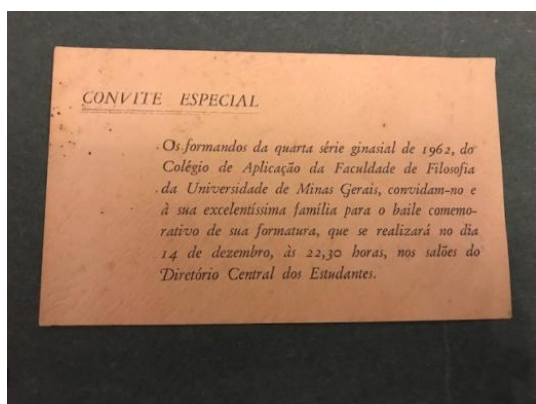 CONVITE ESPECIAL
Os formandos da quarta série ginasial de 1962, do
Colégio de Aplicação da Faculdade de Filosofia
da Universidade de Minas Gerais, convidam-no e
à sua excelentíssima família para o baile comemo-
rativo de sua formatura, que se realizará no dia
14 de dezembro, às 22,30 horas, nos salões do
Diretório Central dos Estudantes.